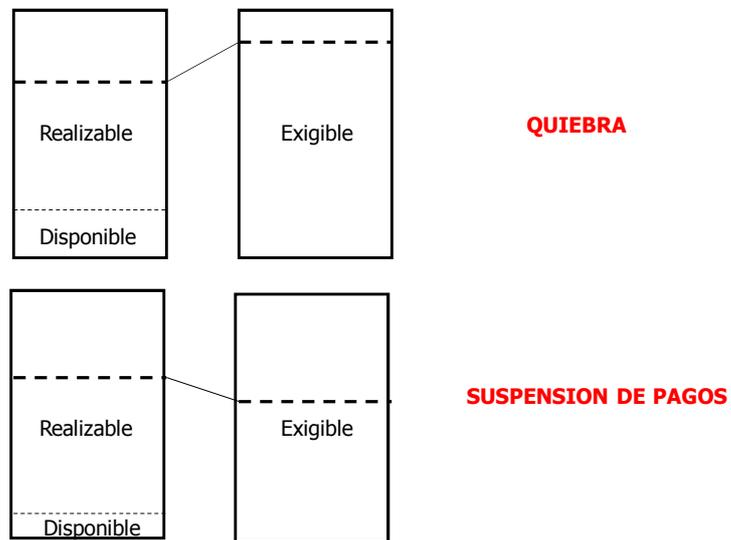 Realizable
Exigible
QUIEBRA
Disponible
Realizable
Exigible
SUSPENSION DE PAGOS
Disponible